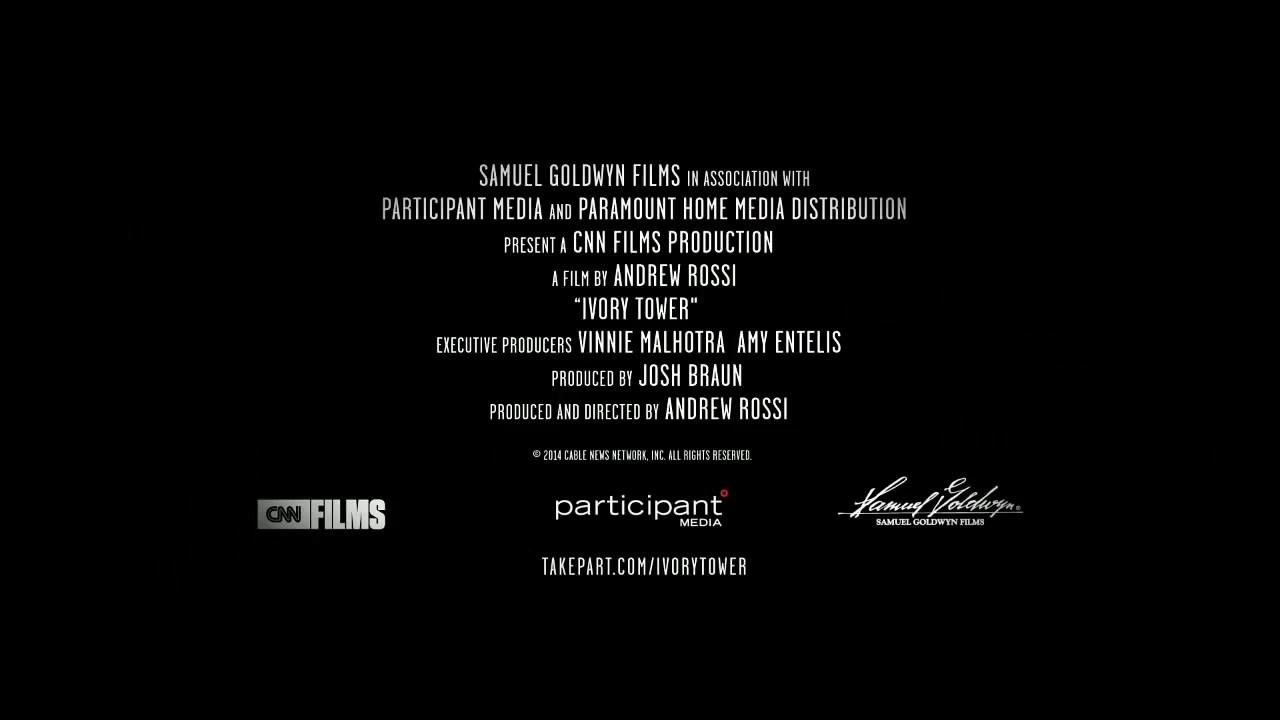 SAMUEL GOLDWYN FILMS IN ASSOCIATION WITH
PARTICIPANT MEDIA AND PARAMOUNT HOME MEDIA DISTRIBUTION
PRESENT A CNN FILMS PRODUCTION
A FILM BY ANDREW ROSSI
“IVORY TOWER"
EXECUTIVE PRODUCERS VINNIE MALHOTRA AMY ENTELIS
PRODUCED BY JOSH BRAUN
PRODUCED AND DIRECTED BY ANDREW ROSSI
© 2014 CABLE NEWS NETWORK, INC. ALL RIGHTS RESERVED.
CNN FILMS
participant
MEDIA
Samuel Goldwyn®
SAMUEL GOLDWYN FILMS
TAKEPART.COM/IVORYTOWER